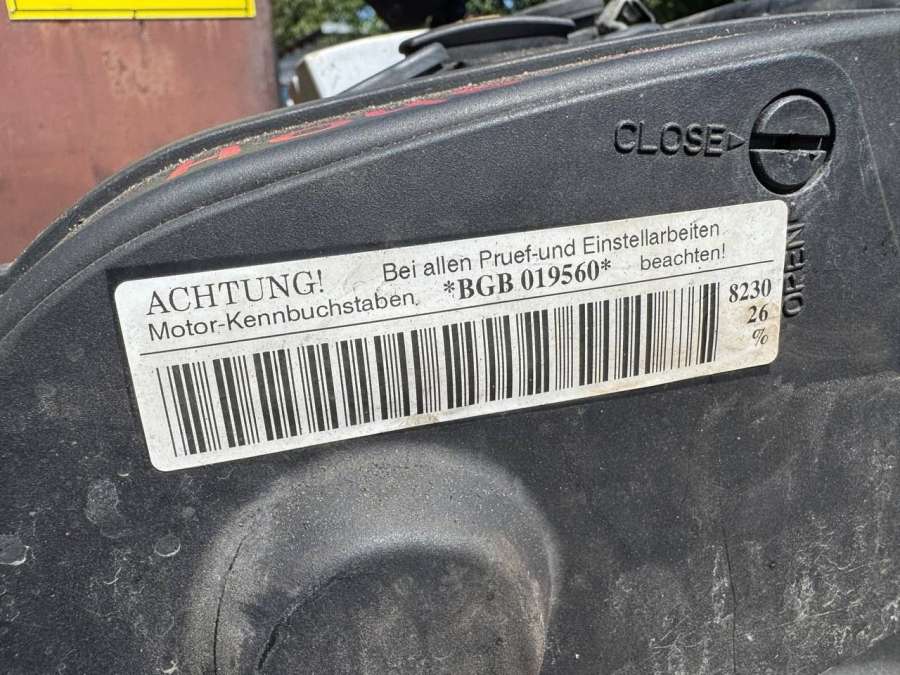 CLOSE
OPEN
ACHTUNG! Bei allen Pruef-und Einstellarbeiten
Motor-Kennbuchstaben *BGB 019560* beachten!
8230
26
%